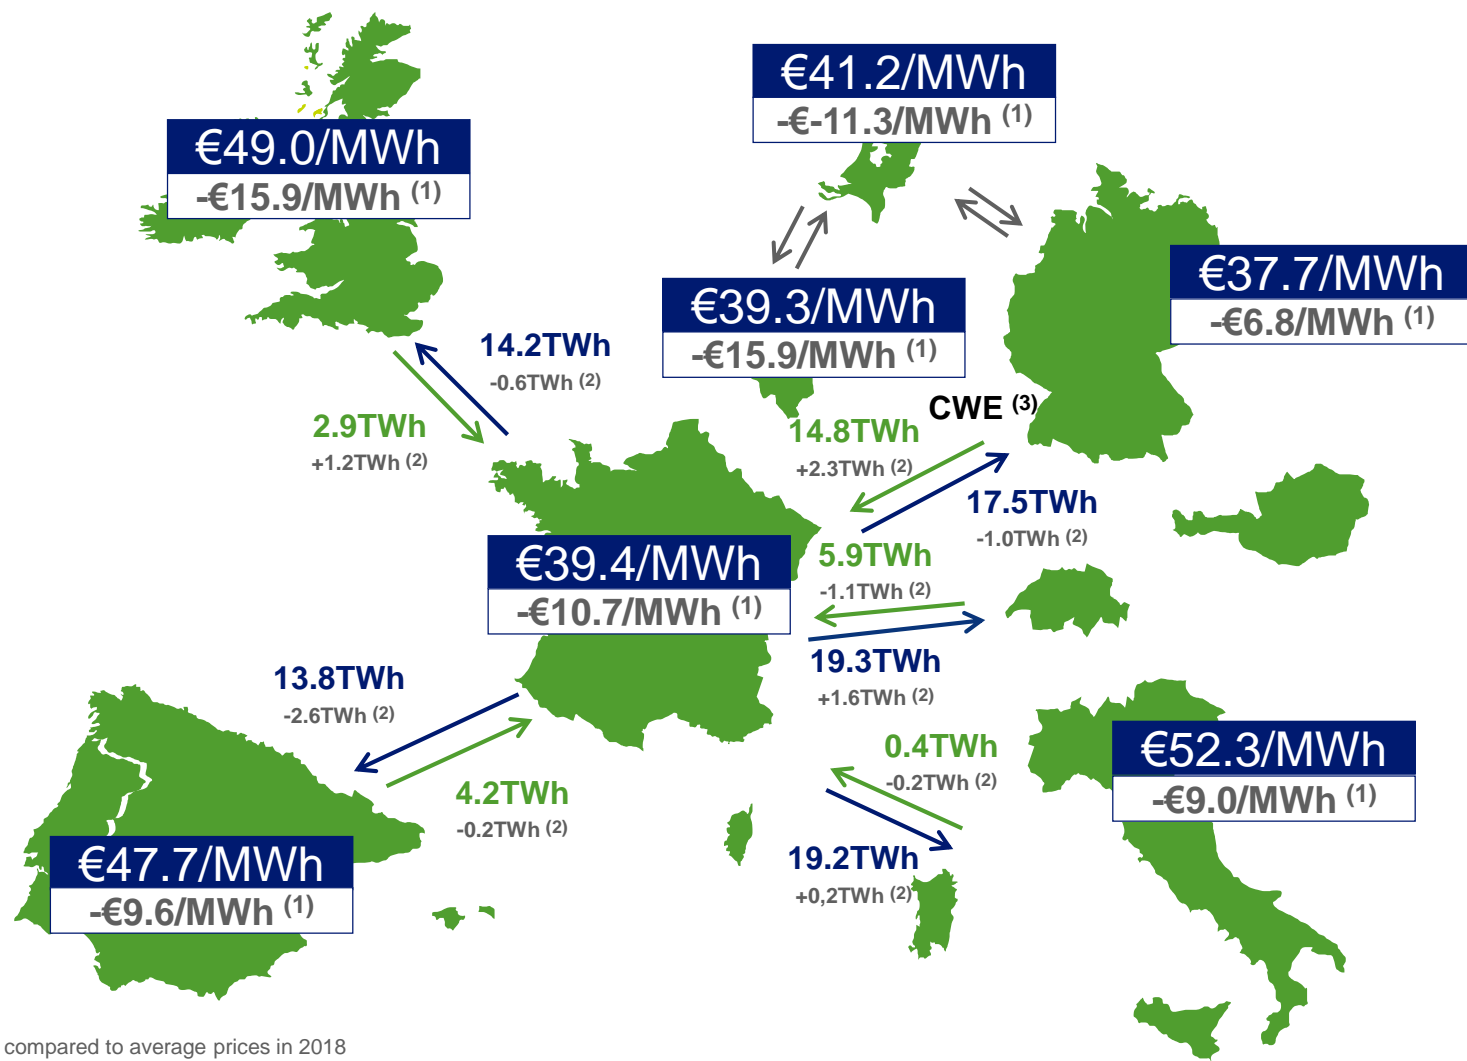 €41.2/MWh
-€-11.3/MWh (1)
€49.0/MWh
-€15.9/MWh (1)
€37.7/MWh
-€6.8/MWh (1)
€39.3/MWh
-€15.9/MWh (1)
14.2TWh
-0.6TWh (2)
2.9TWh
+1.2TWh (2)
CWE (3)
14.8TWh
+2.3TWh (2)
17.5TWh
-1.0TWh (2)
€39.4/MWh
-€10.7/MWh (1)
5.9TWh
-1.1TWh (2)
19.3TWh
+1.6TWh (2)
13.8TWh
-2.6TWh (2)
4.2TWh
-0.2TWh (2)
0.4TWh
-0.2TWh (2)
€52.3/MWh
-€9.0/MWh (1)
19.2TWh
+0,2TWh (2)
€47.7/MWh
-€9.6/MWh (1)
compared to average prices in 2018